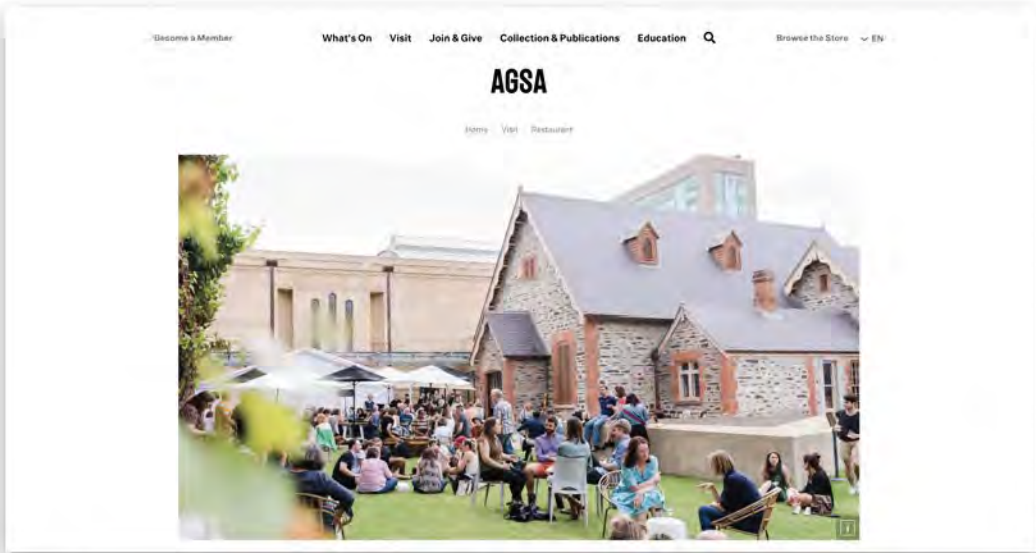 Become a Member
What's On Visit Join & Give Collection & Publications Education
Browse the Store EN
AGSA
Home Visit Restaurant
i